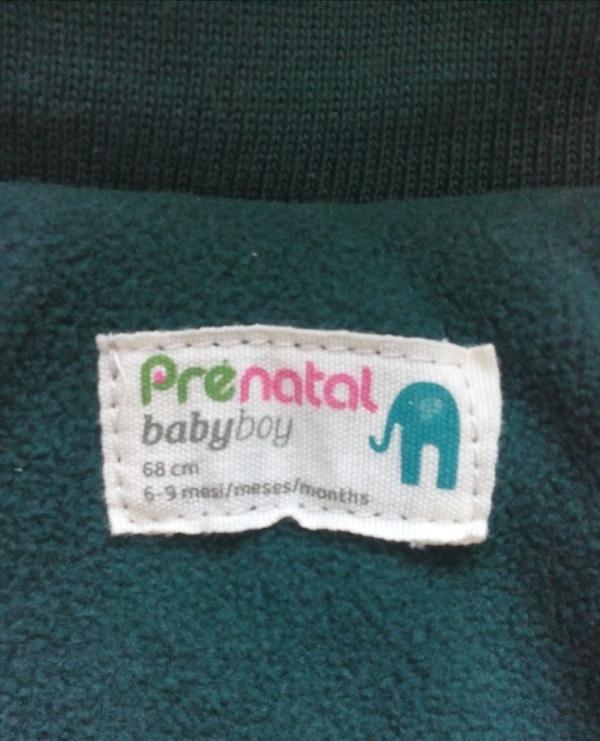 Prénatal
babyboy
68 cm
6-9 mesi/meses/months